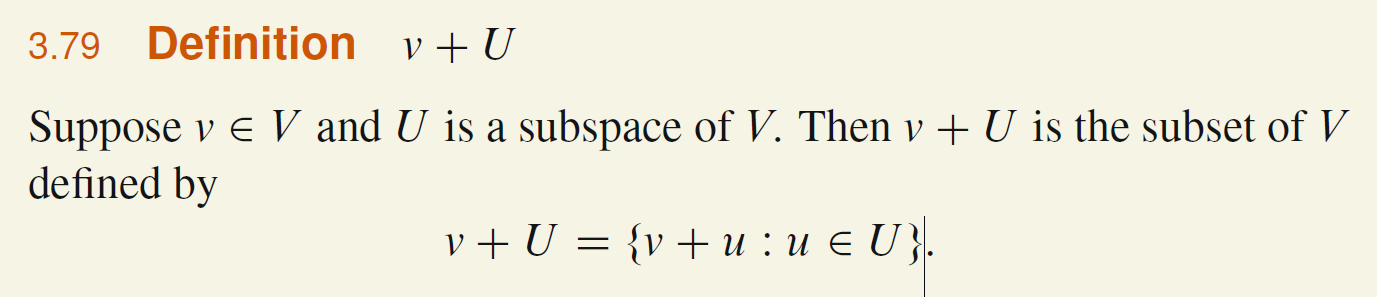 3.79 Definition v + U
Suppose v ∈ V and U is a subspace of V. Then v + U is the subset of V
defined by
v + U = {v + u : u ∈ U}.